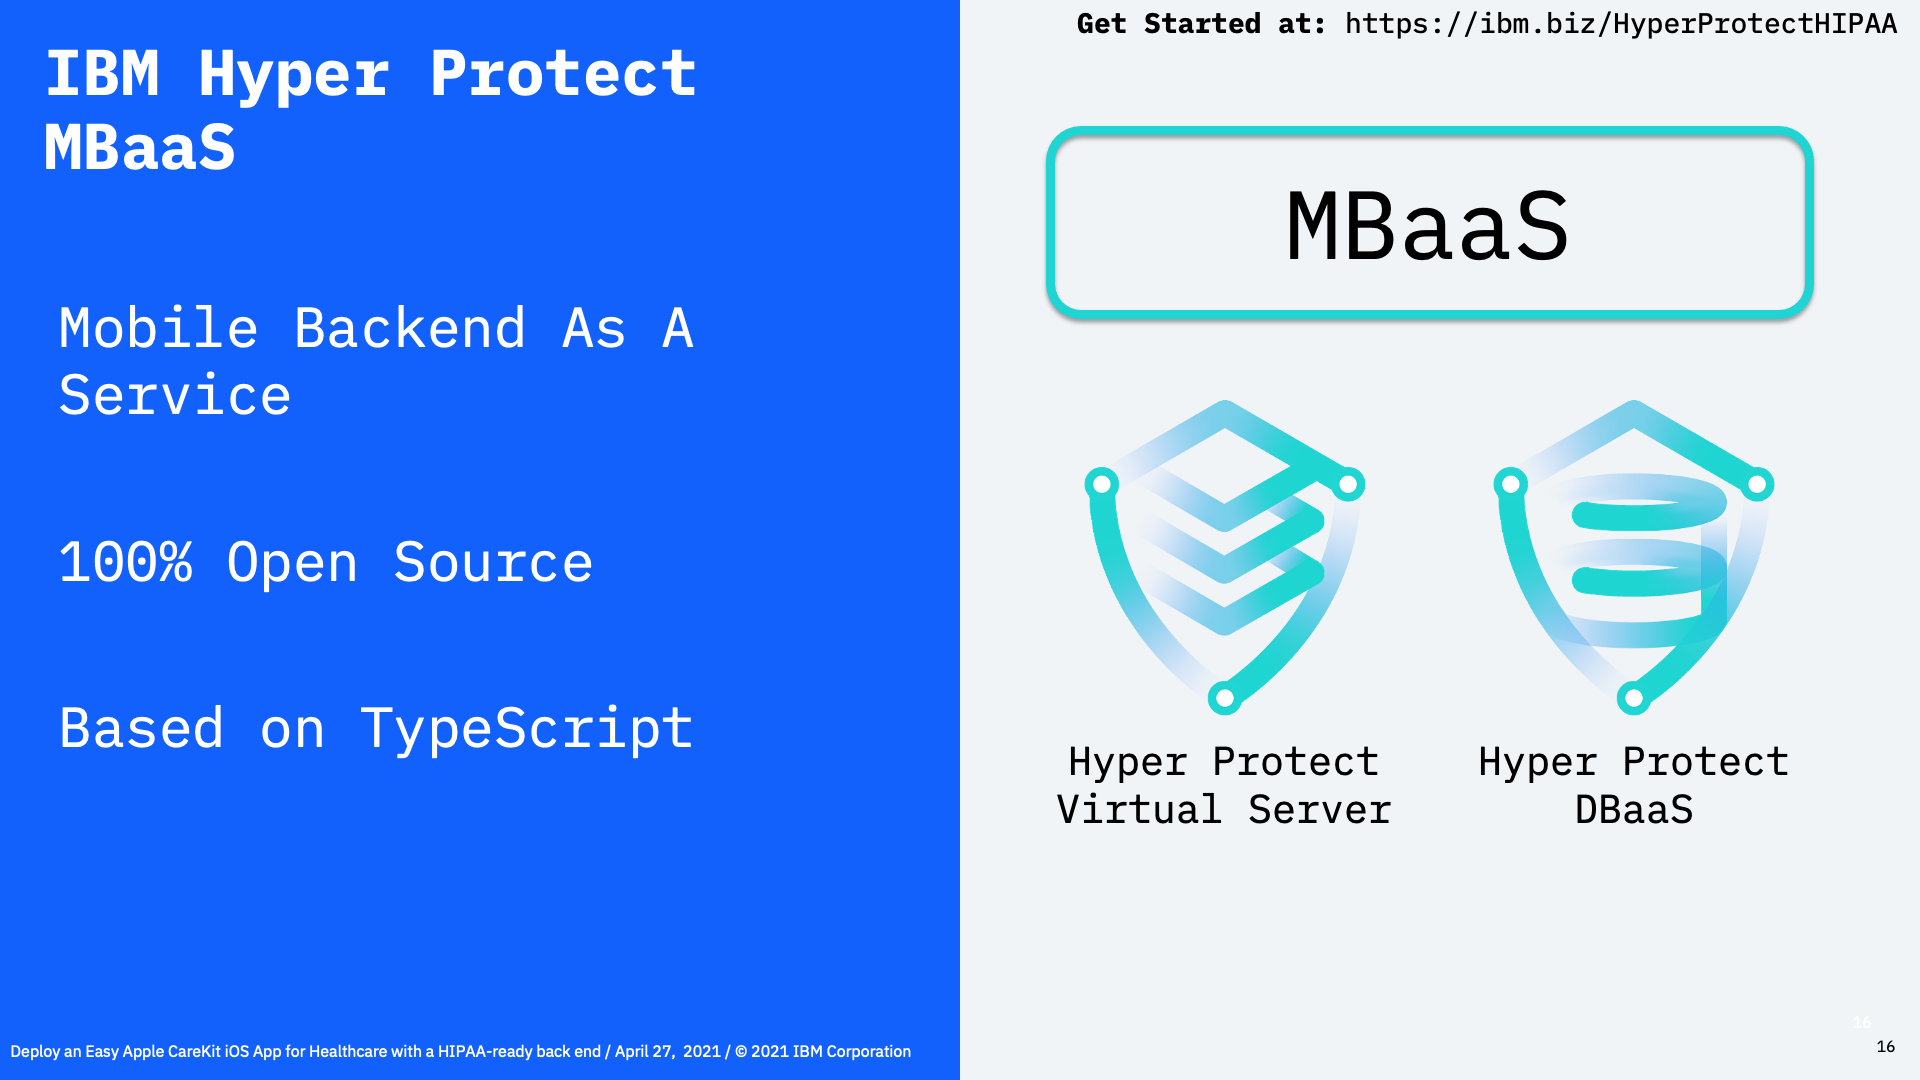 Get Started at: https://ibm.biz/HyperProtectHIPAA
IBM Hyper Protect
MBaaS
Mobile Backend As A
Service
100% Open Source
Based on TypeScript
MBaaS
Hyper Protect
Virtual Server
Hyper Protect
DBaaS
Deploy an Easy Apple CareKit iOS App for Healthcare with a HIPAA-ready back end / April 27, 2021 / © 2021 IBM Corporation
16
16